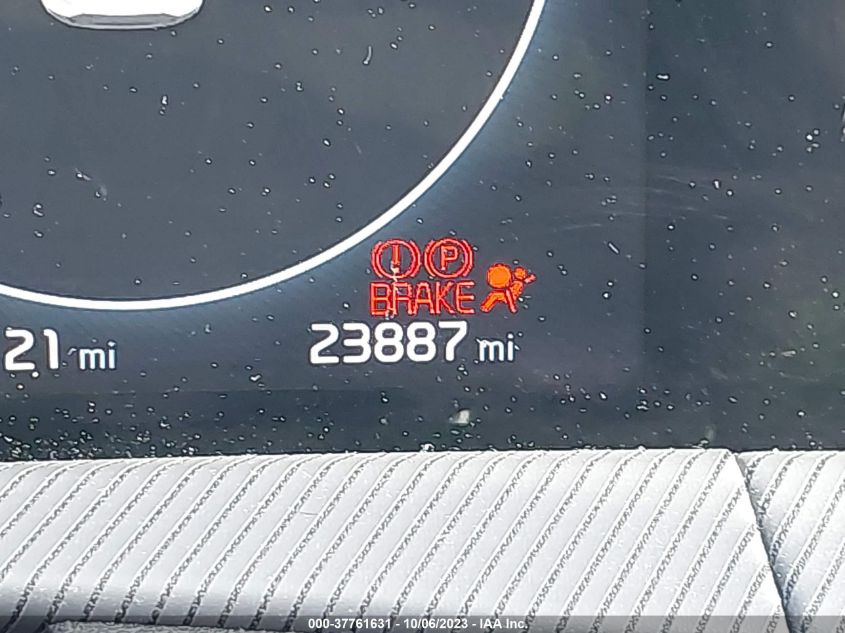 ! P
BRAKE
21 mi 23887 mi
000-37761631 - 10/06/2023 - IAA Inc.